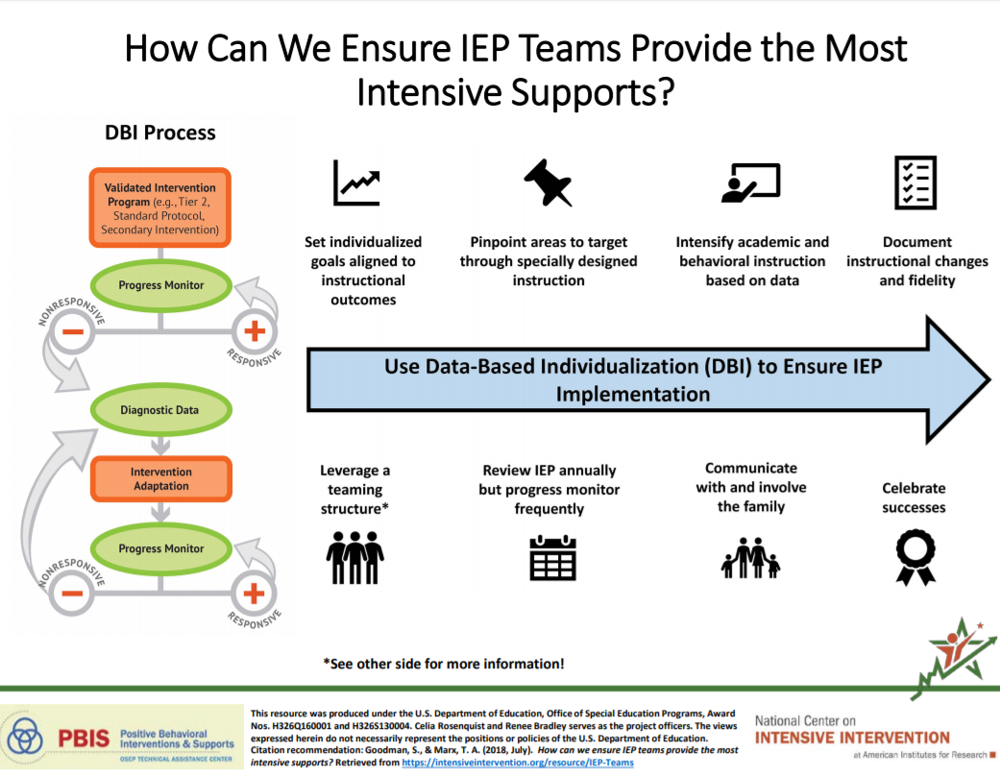 How Can We Ensure IEP Teams Provide the Most
Intensive Supports?
DBI Process
Validated Intervention
Program (e.g., Tier 2,
Standard Protocol,
Secondary Intervention)
Progress Monitor
NONRESPONSIVE
RESPONSIVE
Diagnostic Data
Intervention
Adaptation
Progress Monitor
NONRESPONSIVE
RESPONSIVE
Set individualized
goals aligned to
instructional
outcomes
Pinpoint areas to target
through specially designed
instruction
Intensify academic and
behavioral instruction
based on data
Document
instructional changes
and fidelity
Use Data-Based Individualization (DBI) to Ensure IEP
Implementation
Leverage a
teaming
structure*
Review IEP annually
but progress monitor
frequently
Communicate
with and involve
the family
Celebrate
successes
*See other side for more information!
PBIS
Positive Behavioral
Interventions & Supports
OSEP TECHNICAL ASSISTANCE CENTER
This resource was produced under the U.S. Department of Education, Office of Special Education Programs, Award
Nos. H326Q160001 and H326S130004. Celia Rosenquist and Renee Bradley serves as the project officers. The views
expressed herein do not necessarily represent the positions or policies of the U.S. Department of Education.
Citation recommendation: Goodman, S., & Marx, T. A. (2018, July). How can we ensure IEP teams provide the most
intensive supports? Retrieved from https://intensiveintervention.org/resource/IEP-Teams
National Center on
INTENSIVE INTERVENTION
at American Institutes for Research